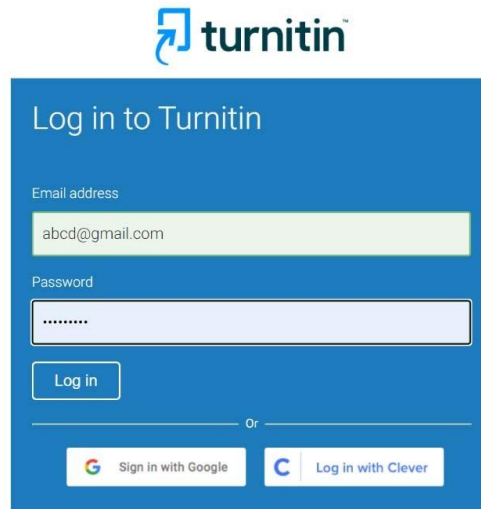 turnitin™
Log in to Turnitin
Email address
abcd@gmail.com
Password
•••••••••
Log in
Or
Sign in with Google
Log in with Clever